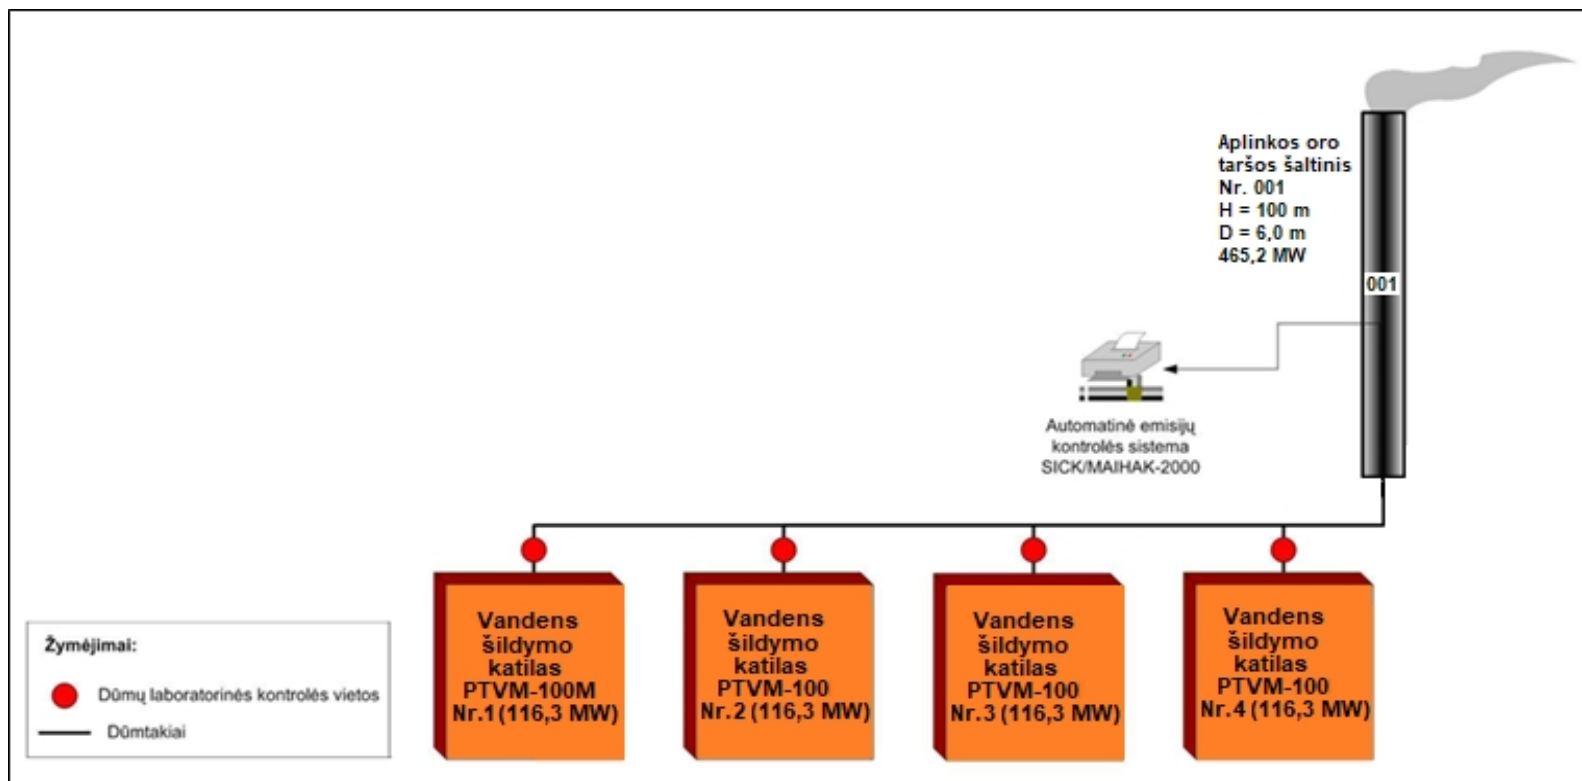 Aplinkos oro
taršos šaltinis
Nr. 001
H = 100 m
D = 6,0 m
465,2 MW
001
Automatinė emisijų
kontrolės sistema
SICK/MAIHAK-2000
Vandens
šildymo
katilas
PTVM-100M
Nr.1 (116,3 MW)
Vandens
šildymo
katilas
PTVM-100
Nr.2 (116,3 MW)
Vandens
šildymo
katilas
PTVM-100
Nr.3 (116,3 MW)
Vandens
šildymo
katilas
PTVM-100
Nr.4 (116,3 MW)
Žymėjimai:
Dūmų laboratorinės kontrolės vietos
Dūmtakiai